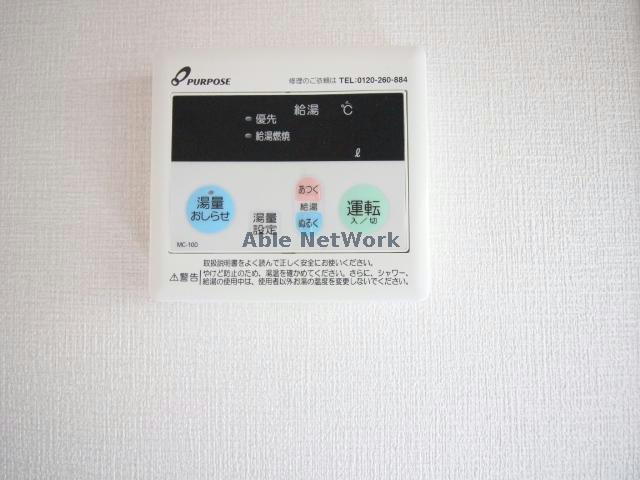 PURPOSE
修理のご依頼は TEL:0120-260-884
給湯 ℃
優先
給湯燃焼
ℓ
湯量
おしらせ
湯量
設定
あつく
給湯
ぬるく
運転
入/切
MC-100
Able NetWork
取扱説明書をよく読んで正しく安全にお使いください。
⚠警告
やけど防止のため、湯温を確かめてください。さらに、シャワー、
給湯の使用中は、使用者以外お湯の温度を変更しないでください。